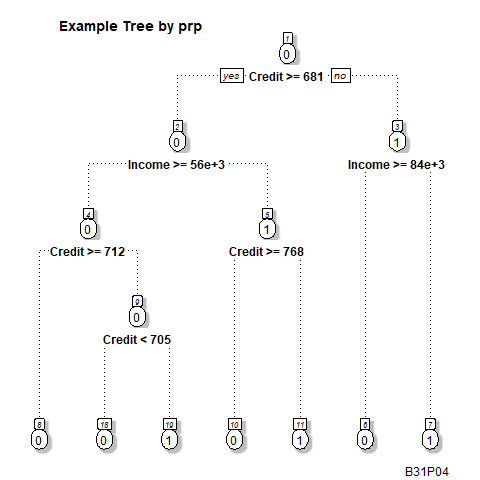 Example Tree by prp
1
0
yes Credit >= 681 no
2 3
0 1
Income >= 56e+3 Income >= 84e+3
4 5
0 1
Credit >= 712 Credit >= 768
9
0
Credit < 705
8 18 19 10 11 6 7
0 0 1 0 1 0 1
B31P04